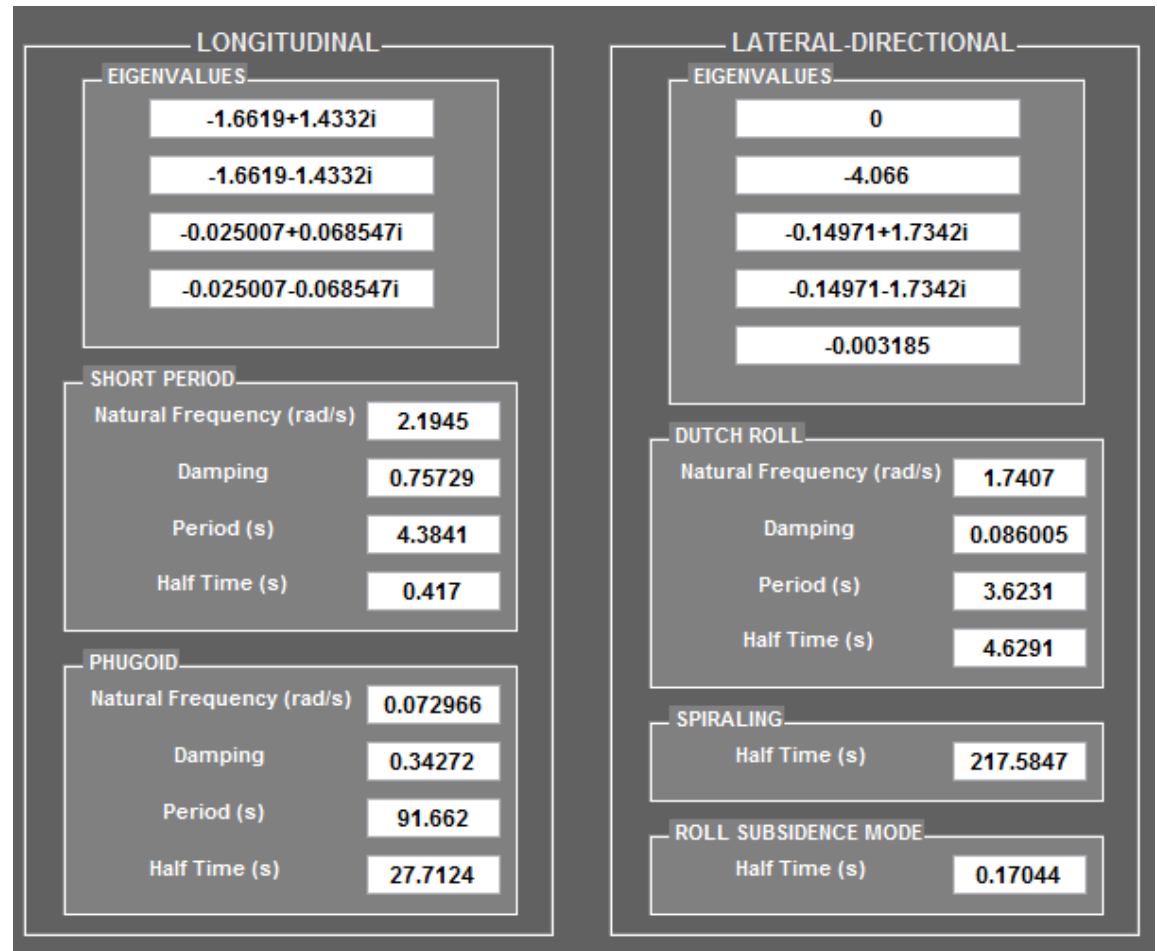 LONGITUDINAL
EIGENVALUES
-1.6619+1.4332i
-1.6619-1.4332i
-0.025007+0.068547i
-0.025007-0.068547i
SHORT PERIOD
Natural Frequency (rad/s) 2.1945
Damping 0.75729
Period (s) 4.3841
Half Time (s) 0.417
PHUGOID
Natural Frequency (rad/s) 0.072966
Damping 0.34272
Period (s) 91.662
Half Time (s) 27.7124
LATERAL-DIRECTIONAL
EIGENVALUES
0
-4.066
-0.14971+1.7342i
-0.14971-1.7342i
-0.003185
DUTCH ROLL
Natural Frequency (rad/s) 1.7407
Damping 0.086005
Period (s) 3.6231
Half Time (s) 4.6291
SPIRALING
Half Time (s) 217.5847
ROLL SUBSIDENCE MODE
Half Time (s) 0.17044